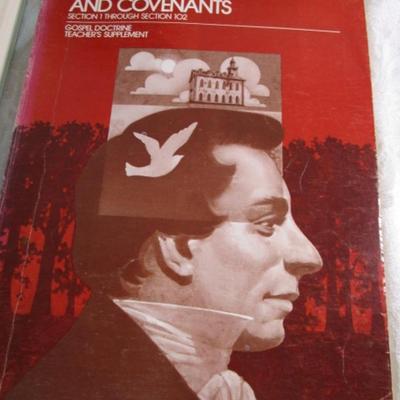 AND COVENANTS
SECTION 1 THROUGH SECTION 102
GOSPEL DOCTRINE
TEACHER'S SUPPLEMENT